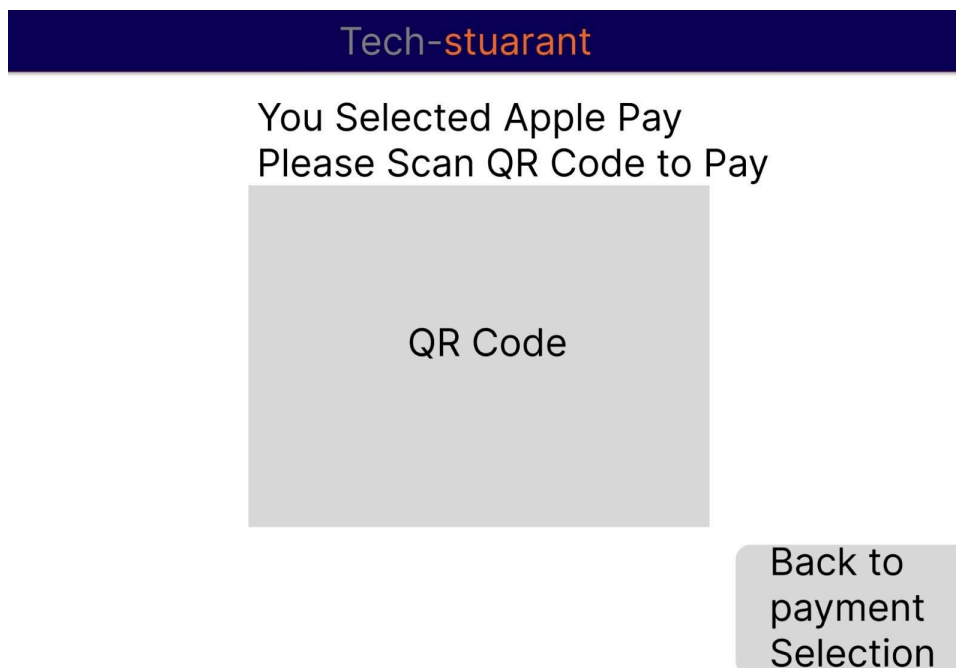 Tech-stuarant
You Selected Apple Pay
Please Scan QR Code to Pay
QR Code
Back to
payment
Selection